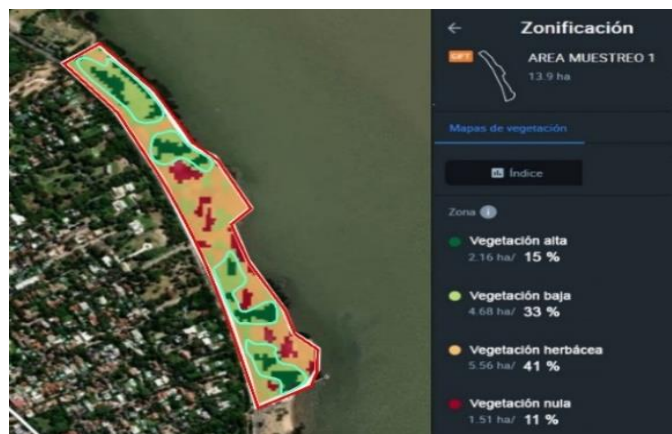 Zonificación
GIFT AREA MUESTREO 1
13.9 ha
Mapas de vegetación
Índice
Zona
Vegetación alta
2.16 ha/ 15 %
Vegetación baja
4.68 ha/ 33 %
Vegetación herbácea
5.56 ha/ 41 %
Vegetación nula
1.51 ha/ 11 %